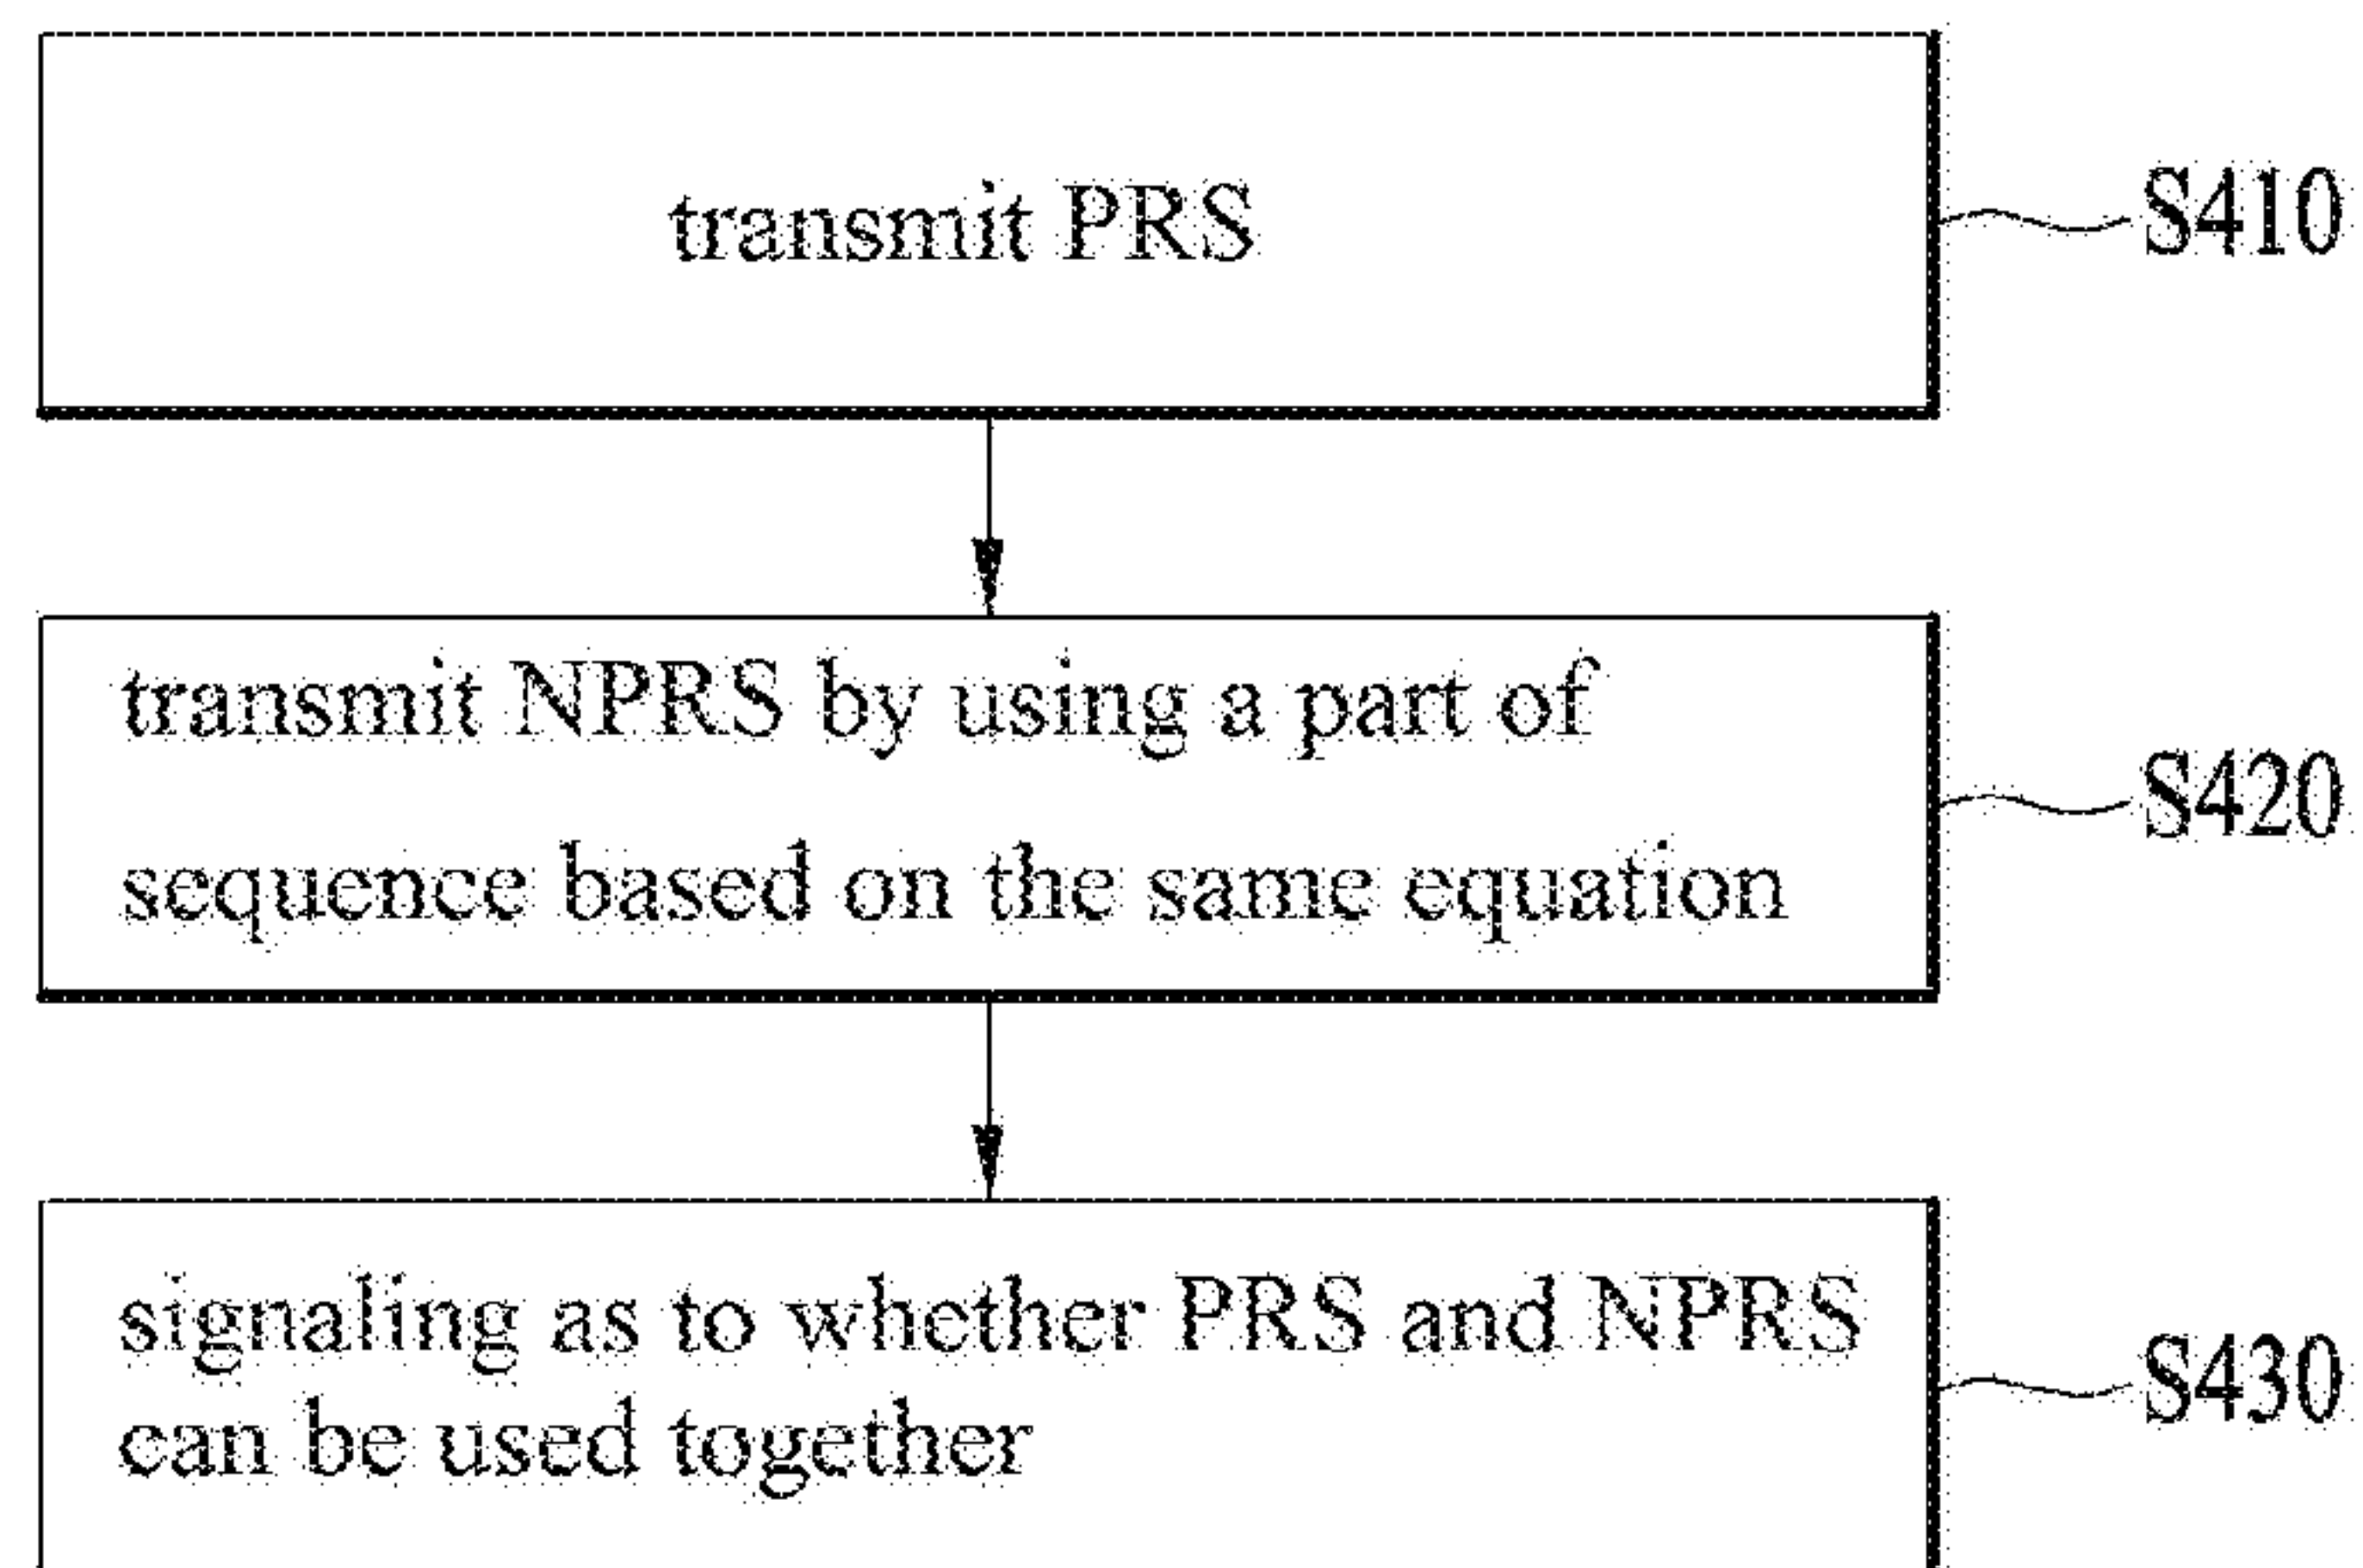 transmit PRS
S410
transmit NPRS by using a part of
sequence based on the same equation
S420
signaling as to whether PRS and NPRS
can be used together
S430